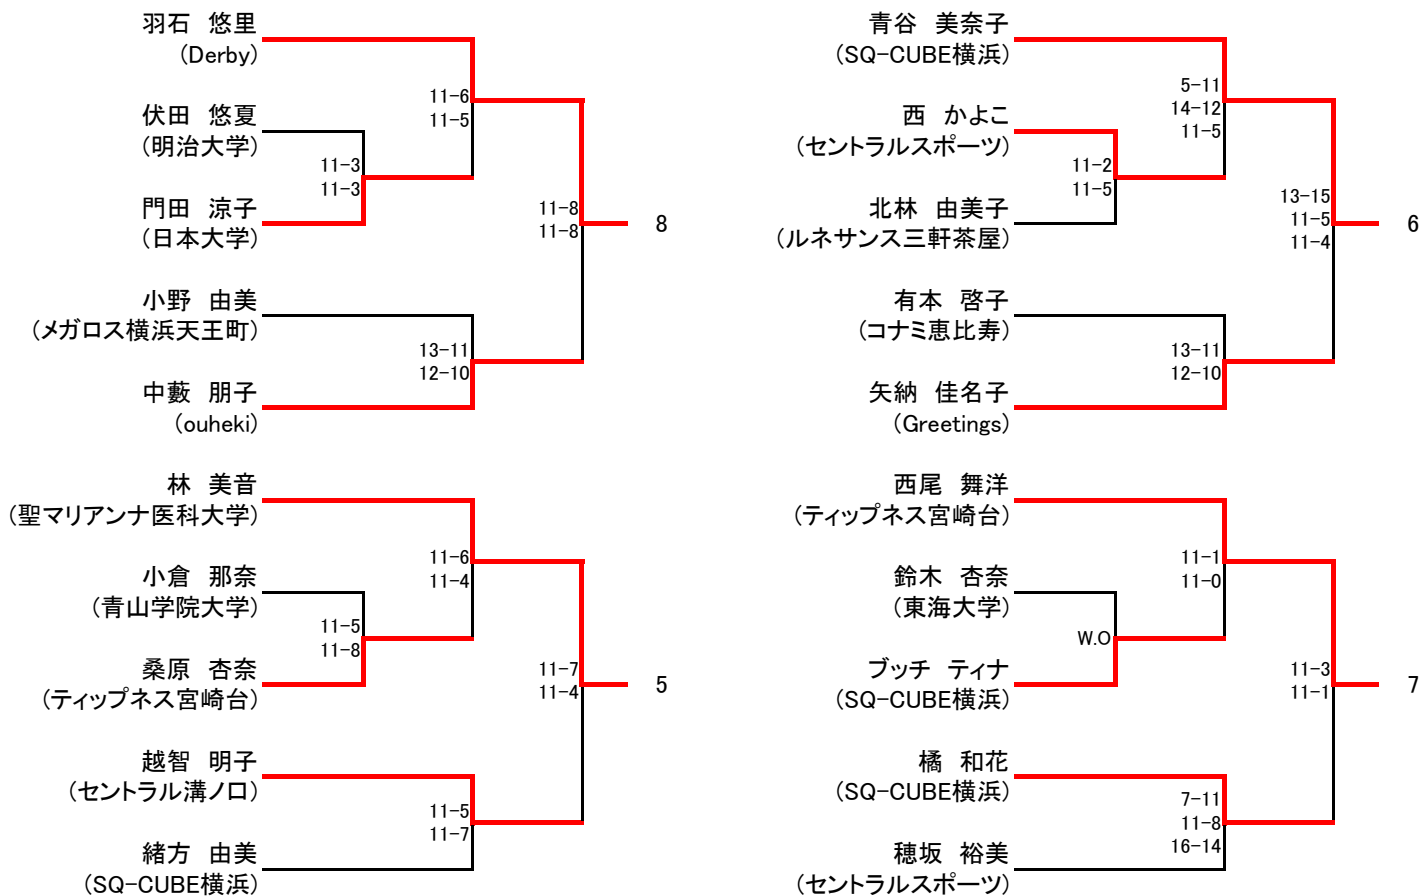 羽石 悠里
(Derby)
11-6
11-5
伏田 悠夏
(明治大学)
11-3
11-3
門田 涼子
(日本大学)
11-8
11-8
8
小野 由美
(メガロス横浜天王町)
13-11
12-10
中藪 朋子
(ouheki)
林 美音
(聖マリアンナ医科大学)
11-6
11-4
小倉 那奈
(青山学院大学)
11-5
11-8
桑原 杏奈
(ティップネス宮崎台)
11-7
11-4
5
越智 明子
(セントラル溝ノ口)
11-5
11-7
緒方 由美
(SQ-CUBE横浜)
青谷 美奈子
(SQ-CUBE横浜)
5-11
14-12
11-5
西 かよこ
(セントラルスポーツ)
11-2
11-5
北林 由美子
(ルネサンス三軒茶屋)
13-15
11-5
11-4
6
有本 啓子
(コナミ恵比寿)
13-11
12-10
矢納 佳名子
(Greetings)
西尾 舞洋
(ティップネス宮崎台)
11-1
11-0
鈴木 杏奈
(東海大学)
W.O
ブッチ ティナ
(SQ-CUBE横浜)
11-3
11-1
7
橘 和花
(SQ-CUBE横浜)
7-11
11-8
16-14
穂坂 裕美
(セントラルスポーツ)